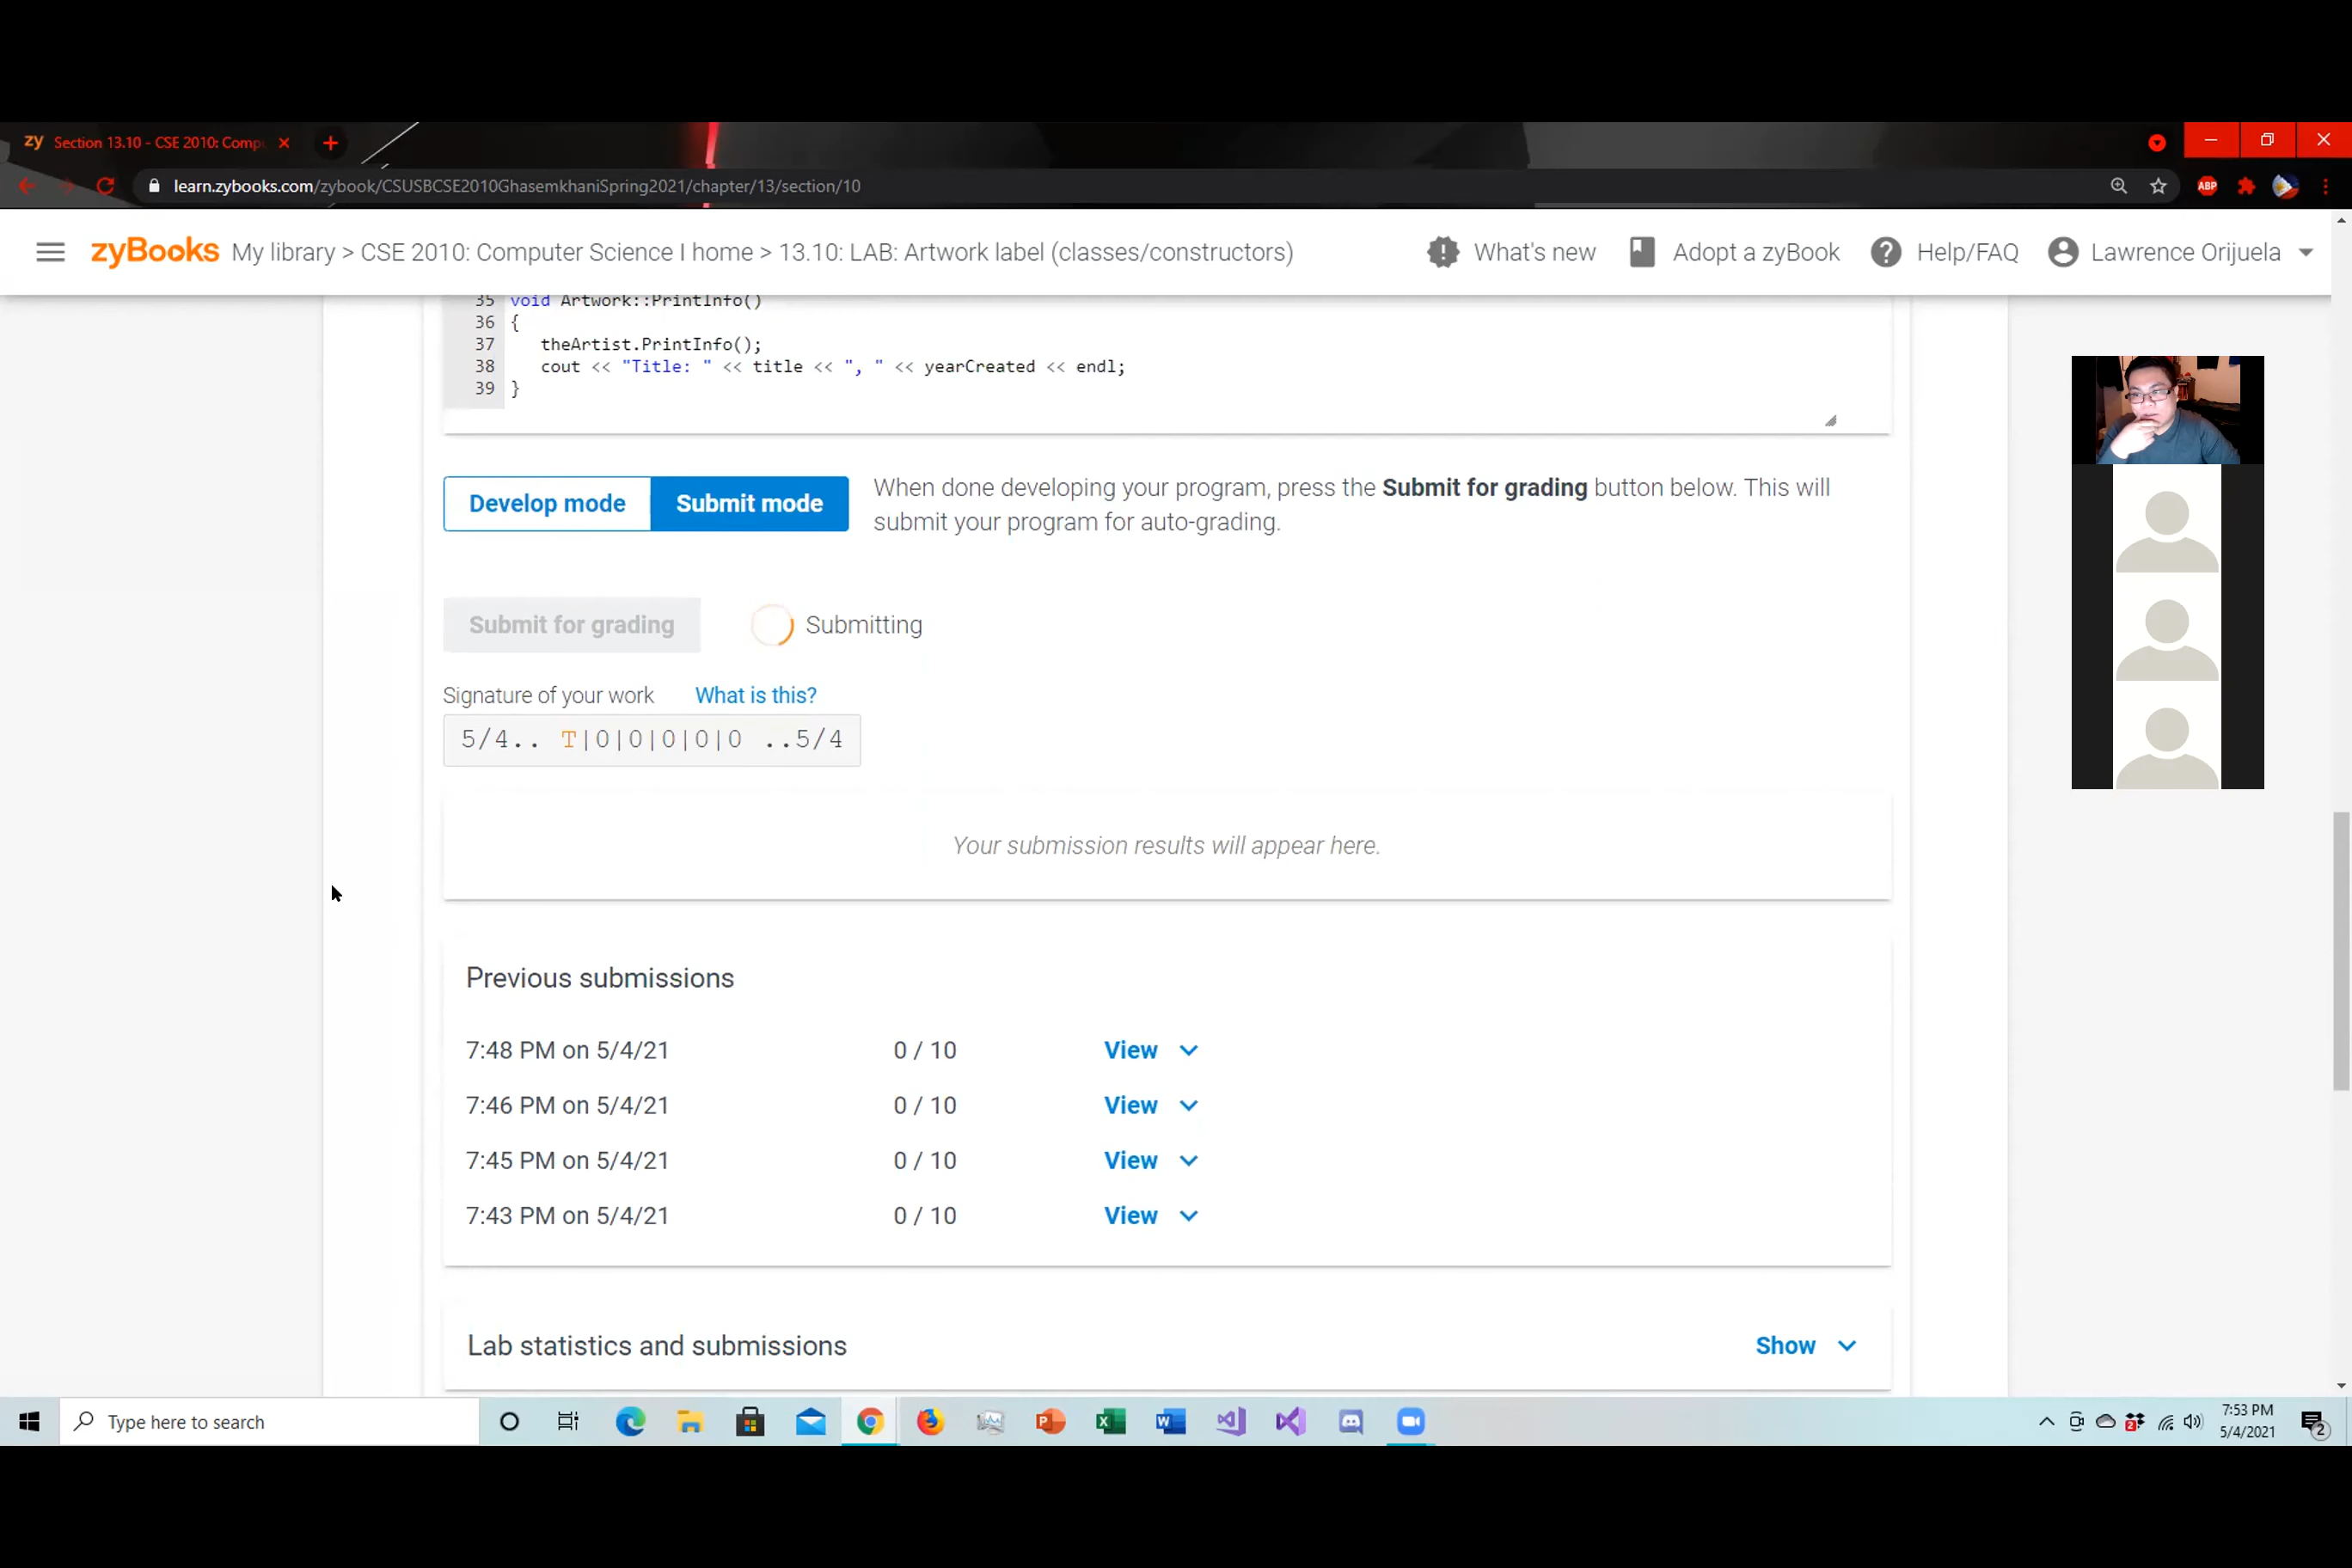 zy Section 13.10 - CSE 2010: Comp
learn.zybooks.com/zybook/CSUSBCSE2010GhasemkhaniSpring2021/chapter/13/section/10
ABP
zyBooks My library > CSE 2010: Computer Science I home > 13.10: LAB: Artwork label (classes/constructors)
What's new
Adopt a zyBook
Help/FAQ
Lawrence Orijuela
35 void Artwork::PrintInfo()
36 {
37 theArtist.PrintInfo();
38 cout << "Title: " << title << ", " << yearCreated << endl;
39 }
Develop mode
Submit mode
When done developing your program, press the Submit for grading button below. This will
submit your program for auto-grading.
Submit for grading
Submitting
Signature of your work What is this?
5/4.. T|0|0|0|0|0 ..5/4
Your submission results will appear here.
Previous submissions
7:48 PM on 5/4/21 0 / 10 View
7:46 PM on 5/4/21 0 / 10 View
7:45 PM on 5/4/21 0 / 10 View
7:43 PM on 5/4/21 0 / 10 View
Lab statistics and submissions
Show
Type here to search
7:53 PM
5/4/2021
2